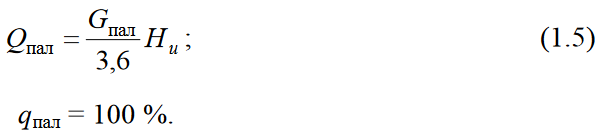 Qпал = Gпал/3,6 Hu; (1.5)
qпал = 100 %.